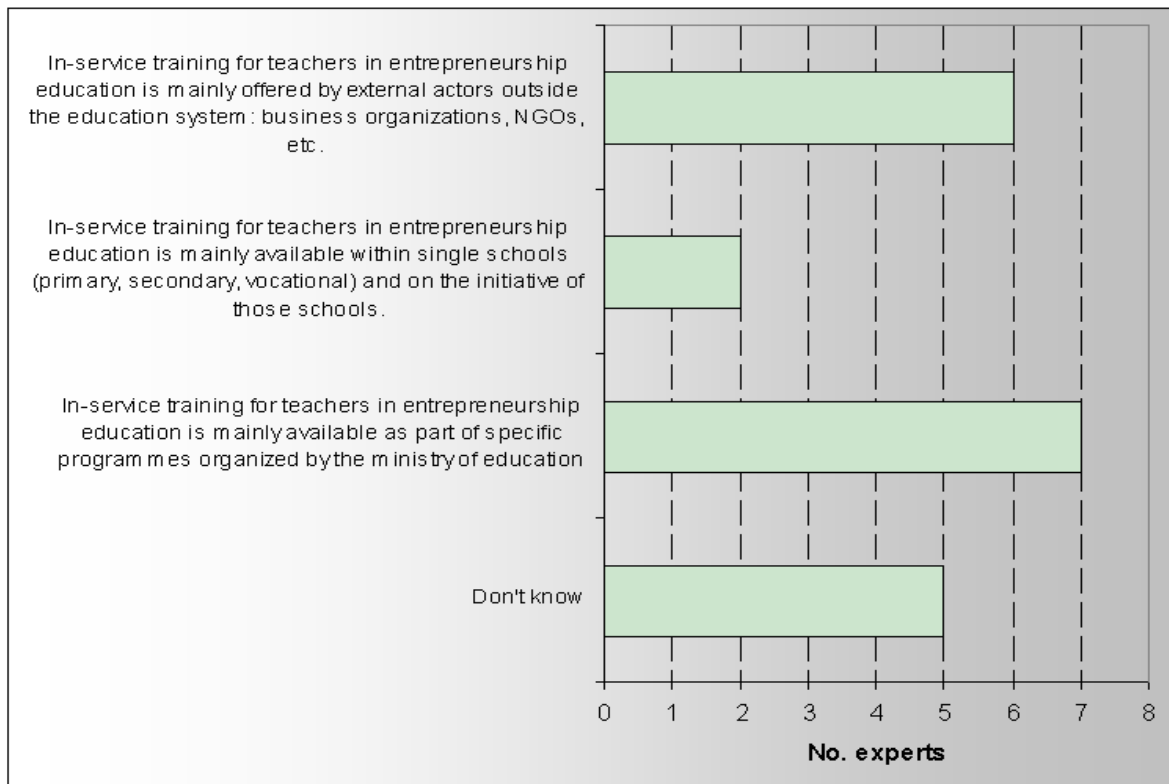 In-service training for teachers in entrepreneurship
education is mainly offered by external actors outside
the education system: business organizations, NGOs,
etc.
In-service training for teachers in entrepreneurship
education is mainly available within single schools
(primary, secondary, vocational) and on the initiative of
those schools.
In-service training for teachers in entrepreneurship
education is mainly available as part of specific
programmes organized by the ministry of education
Don't know
0 1 2 3 4 5 6 7 8
No. experts